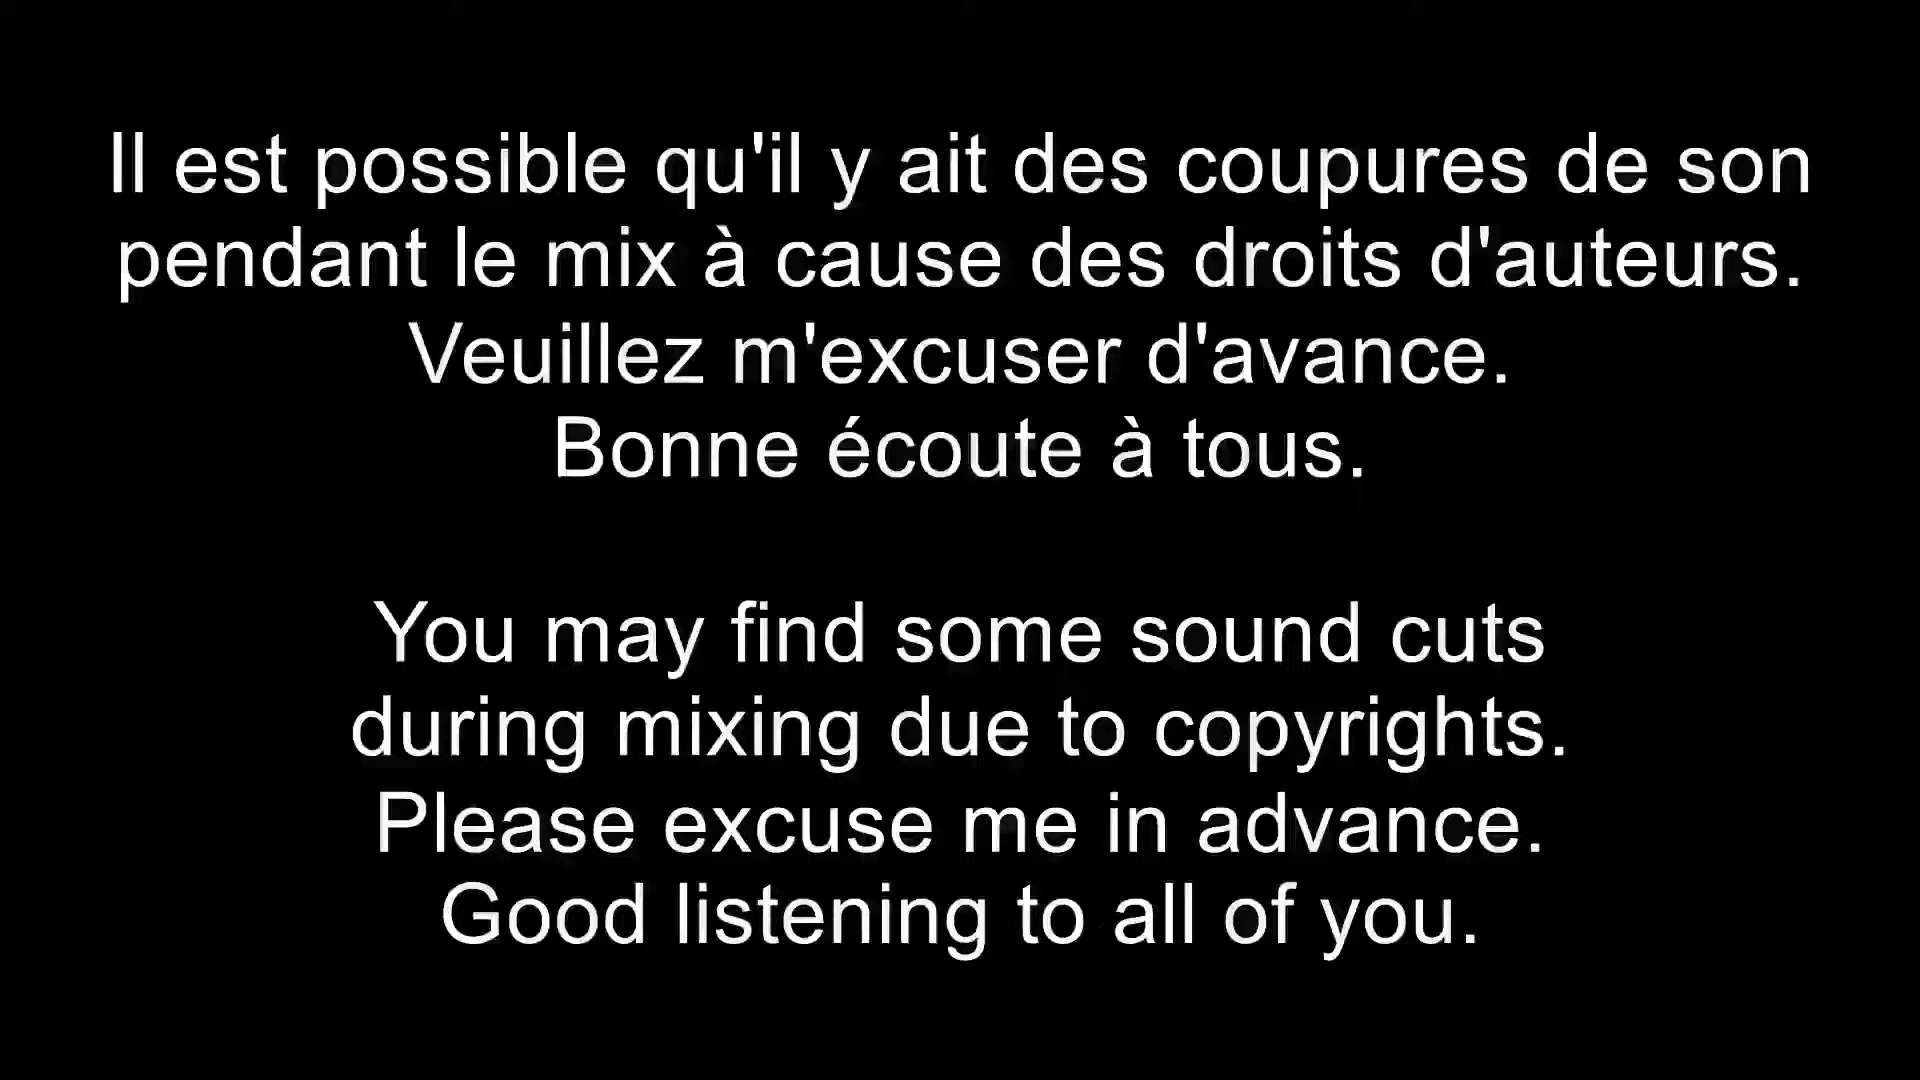 Il est possible qu'il y ait des coupures de son
pendant le mix à cause des droits d'auteurs.
Veuillez m'excuser d'avance.
Bonne écoute à tous.
You may find some sound cuts
during mixing due to copyrights.
Please excuse me in advance.
Good listening to all of you.